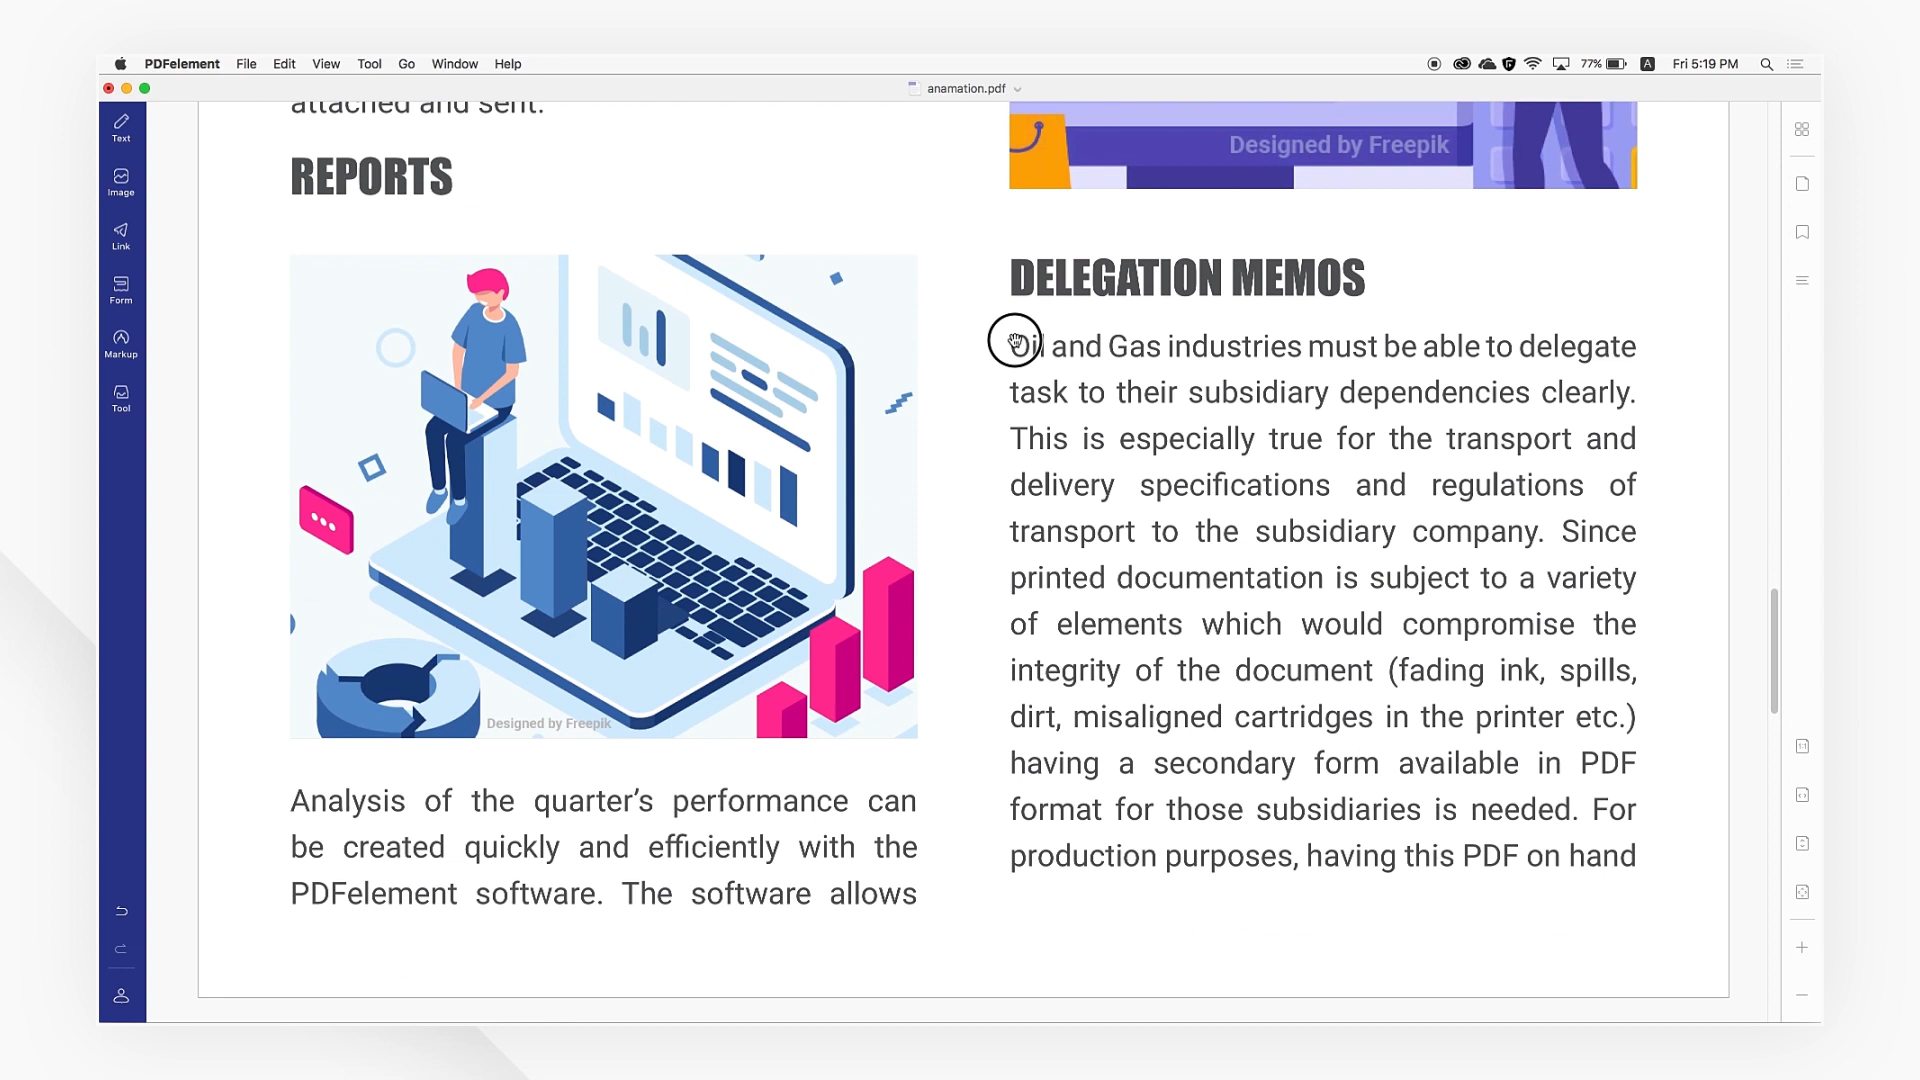 PDFelement File Edit View Tool Go Window Help
77% A Fri 5:19 PM
anamation.pdf
Text
Image
Link
Form
Markup
Tool
attached and sent.
REPORTS
Designed by Freepik
Analysis of the quarter’s performance can
be created quickly and efficiently with the
PDFelement software. The software allows
Designed by Freepik
DELEGATION MEMOS
Oil and Gas industries must be able to delegate
task to their subsidiary dependencies clearly.
This is especially true for the transport and
delivery specifications and regulations of
transport to the subsidiary company. Since
printed documentation is subject to a variety
of elements which would compromise the
integrity of the document (fading ink, spills,
dirt, misaligned cartridges in the printer etc.)
having a secondary form available in PDF
format for those subsidiaries is needed. For
production purposes, having this PDF on hand